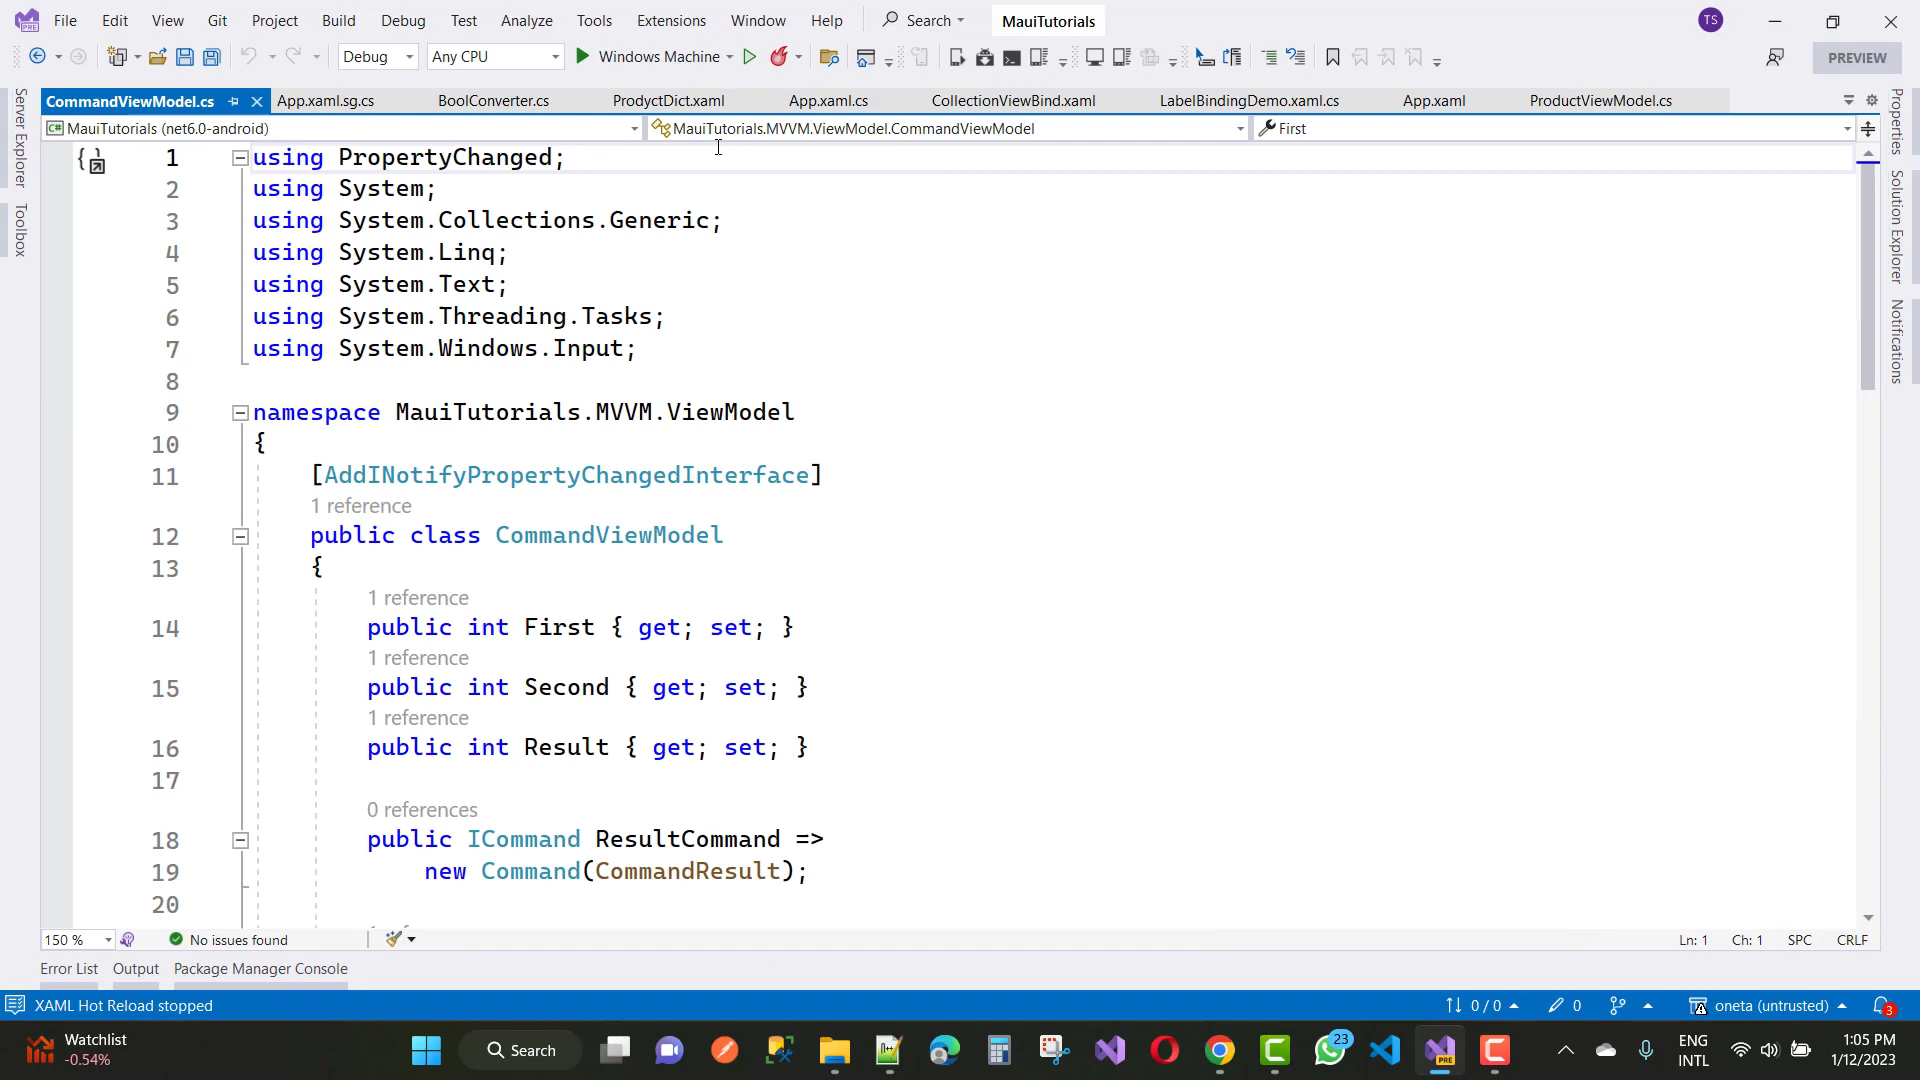 File Edit View Git Project Build Debug Test Analyze Tools Extensions Window Help Search MauiTutorials TS
Debug Any CPU Windows Machine PREVIEW
CommandViewModel.cs App.xaml.sg.cs BoolConverter.cs ProdyctDict.xaml App.xaml.cs CollectionViewBind.xaml LabelBindingDemo.xaml.cs App.xaml ProductViewModel.cs
MauiTutorials (net6.0-android) MauiTutorials.MVVM.ViewModel.CommandViewModel First
Server Explorer
Toolbox
Properties
Solution Explorer
Notifications
1 using PropertyChanged;
2 using System;
3 using System.Collections.Generic;
4 using System.Linq;
5 using System.Text;
6 using System.Threading.Tasks;
7 using System.Windows.Input;
8
9 namespace MauiTutorials.MVVM.ViewModel
10 {
11 [AddINotifyPropertyChangedInterface]
1 reference
12 public class CommandViewModel
13 {
1 reference
14 public int First { get; set; }
1 reference
15 public int Second { get; set; }
1 reference
16 public int Result { get; set; }
17
0 references
18 public ICommand ResultCommand =>
19 new Command(CommandResult);
20
150 % No issues found Ln: 1 Ch: 1 SPC CRLF
Error List Output Package Manager Console
XAML Hot Reload stopped 0 / 0 0 oneta (untrusted) 3
Watchlist
-0.54%
Search
23
PRE
ENG
INTL
1:05 PM
1/12/2023